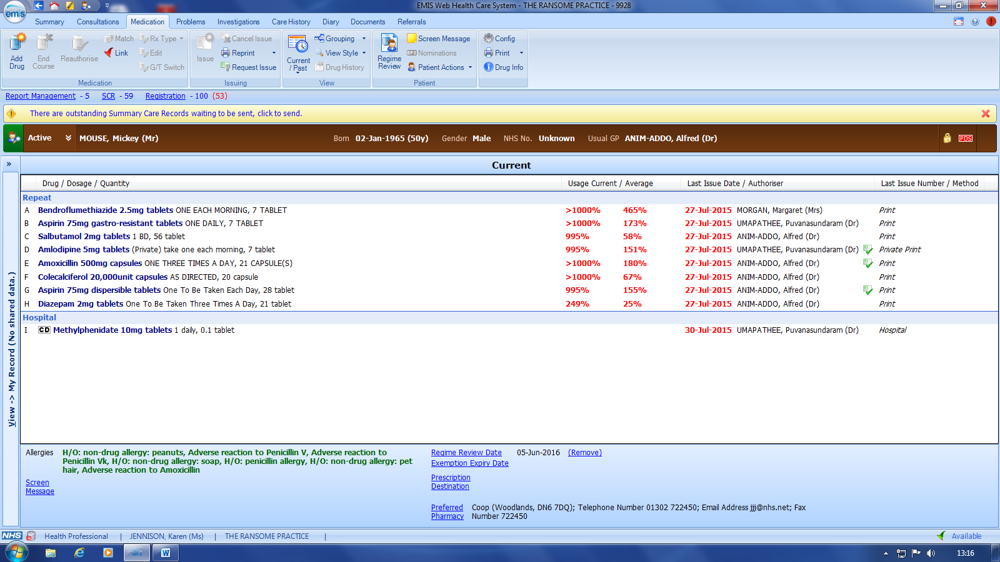 EMIS Web Health Care System - THE RANSOME PRACTICE - 9928
emis
Summary Consultations Medication Problems Investigations Care History Diary Documents Referrals
Add Drug
End Course
Reauthorise
Match
Link
Rx Type
Edit
G/T Switch
Medication
Issue
Cancel Issue
Reprint
Request Issue
Issuing
Current / Past
Grouping
View Style
Drug History
View
Regime Review
Screen Message
EPS Nominations
Patient Actions
Patient
Config
Print
Drug Info
Report Management - 5 SCR - 59 Registration - 100 (53)
There are outstanding Summary Care Records waiting to be sent, click to send.
Active MOUSE, Mickey (Mr) Born 02-Jan-1965 (50y) Gender Male NHS No. Unknown Usual GP ANIM-ADDO, Alfred (Dr) PDS
»
View -> My Record (No shared data.)
Current
Drug / Dosage / Quantity Usage Current / Average Last Issue Date / Authoriser Last Issue Number / Method
Repeat
A Bendroflumethiazide 2.5mg tablets ONE EACH MORNING, 7 TABLET >1000% 465% 27-Jul-2015 MORGAN, Margaret (Mrs) Print
B Aspirin 75mg gastro-resistant tablets ONE DAILY, 7 TABLET >1000% 173% 27-Jul-2015 UMAPATHEE, Puvanasundaram (Dr) Print
C Salbutamol 2mg tablets 1 BD, 56 tablet 995% 58% 27-Jul-2015 ANIM-ADDO, Alfred (Dr) Print
D Amlodipine 5mg tablets (Private) take one each morning, 7 tablet 995% 151% 27-Jul-2015 UMAPATHEE, Puvanasundaram (Dr) Private Print
E Amoxicillin 500mg capsules ONE THREE TIMES A DAY, 21 CAPSULE(S) >1000% 180% 27-Jul-2015 ANIM-ADDO, Alfred (Dr) Print
F Colecalciferol 20,000unit capsules AS DIRECTED, 20 capsule >1000% 67% 27-Jul-2015 ANIM-ADDO, Alfred (Dr) Print
G Aspirin 75mg dispersible tablets One To Be Taken Each Day, 28 tablet 995% 155% 27-Jul-2015 ANIM-ADDO, Alfred (Dr) Print
H Diazepam 2mg tablets One To Be Taken Three Times A Day, 21 tablet 249% 25% 27-Jul-2015 ANIM-ADDO, Alfred (Dr) Print
Hospital
I CD Methylphenidate 10mg tablets 1 daily, 0.1 tablet 30-Jul-2015 UMAPATHEE, Puvanasundaram (Dr) Hospital
Allergies H/O: non-drug allergy: peanuts, Adverse reaction to Penicillin V, Adverse reaction to
Penicillin Vk, H/O: non-drug allergy: soap, H/O: penicillin allergy, H/O: non-drug allergy: pet
hair, Adverse reaction to Amoxicillin
Screen
Message
Regime Review Date 05-Jun-2016 (Remove)
Exemption Expiry Date
Prescription
Destination
Preferred Coop (Woodlands, DN6 7DQ); Telephone Number 01302 722450; Email Address jjj@nhs.net; Fax
Pharmacy Number 722450
NHS Health Professional | JENNISON, Karen (Ms) | THE RANSOME PRACTICE | Available
emis W 13:16